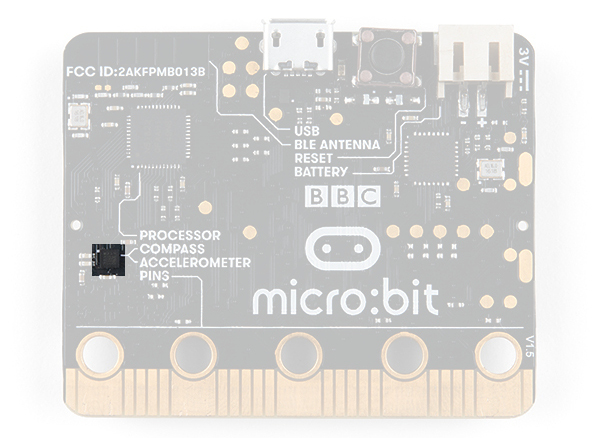 FCC ID:2AKFPMB013B
3V
USB
BLE ANTENNA
RESET
BATTERY
BBC
PROCESSOR
COMPASS
ACCELEROMETER
PINS
micro:bit
V1.5